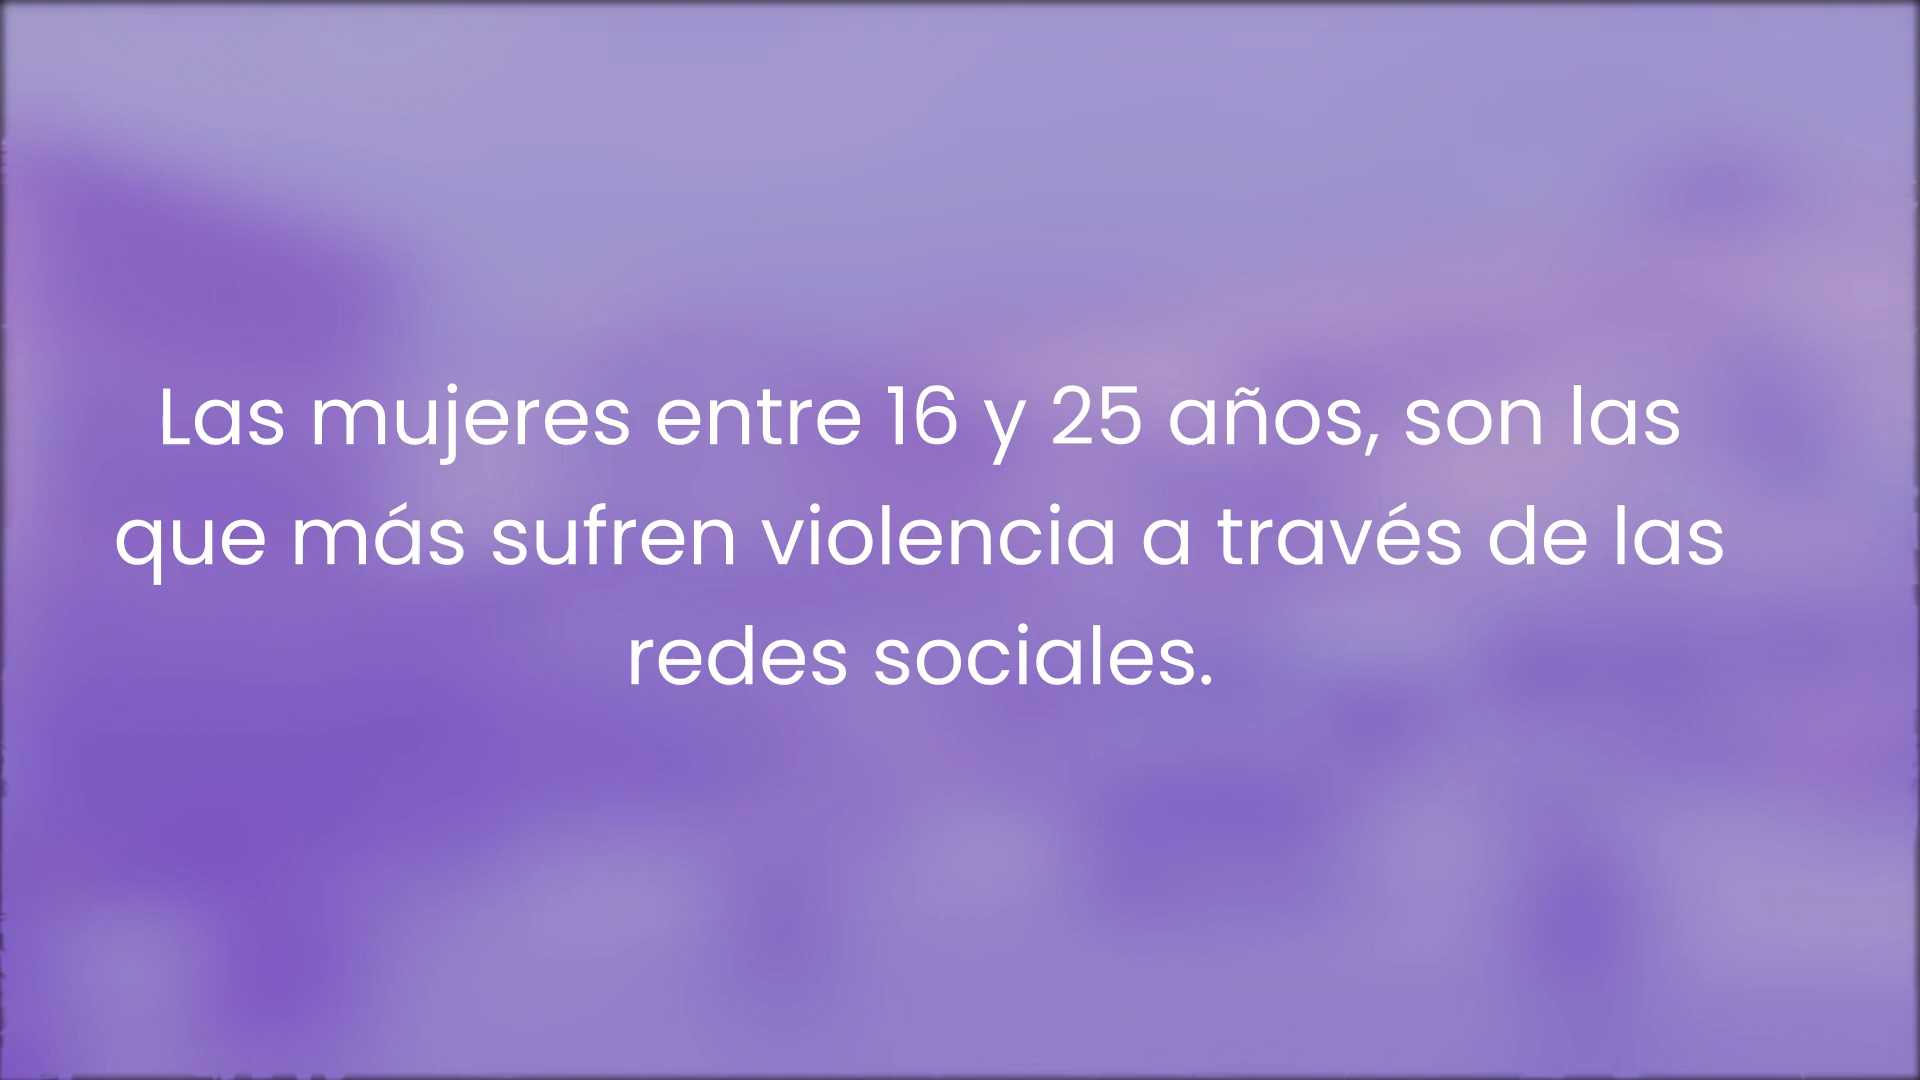 Las mujeres entre 16 y 25 años, son las
que más sufren violencia a través de las
redes sociales.